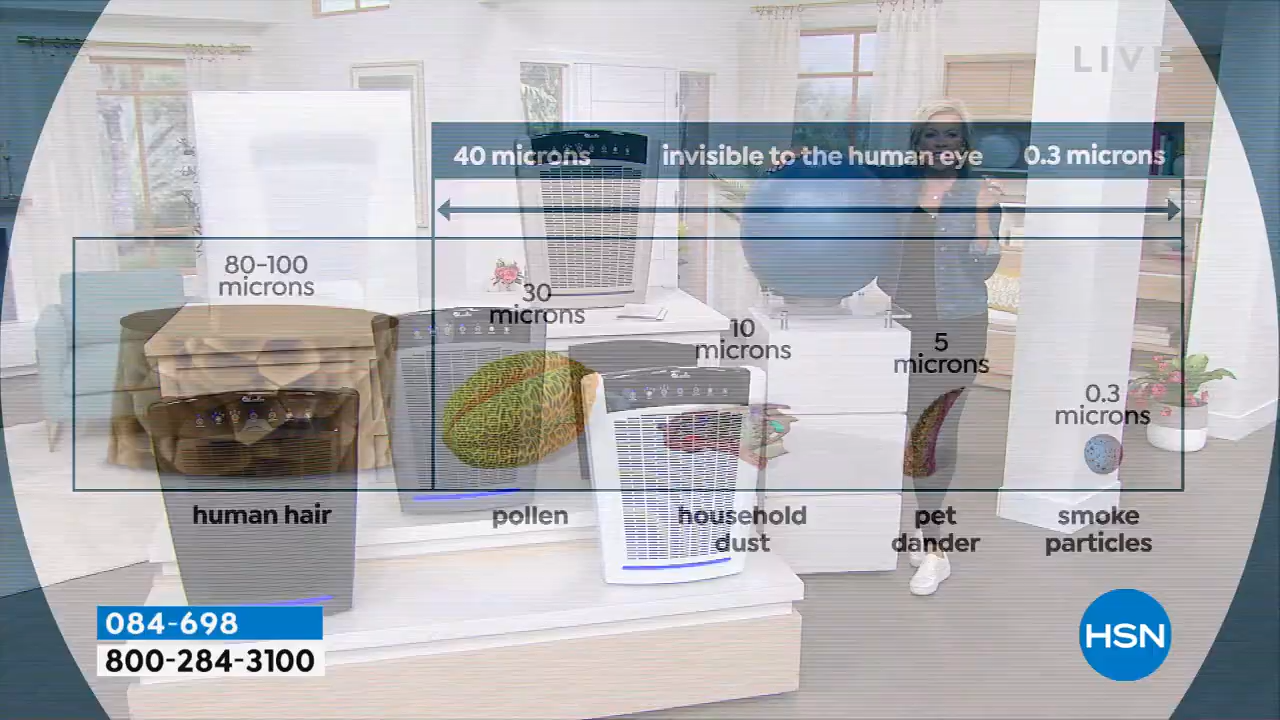 LIVE
40 microns
invisible to the human eye
0.3 microns
80-100
microns
30
microns
10
microns
5
microns
0.3
microns
human hair
pollen
household
dust
pet
dander
smoke
particles
084-698
800-284-3100
HSN